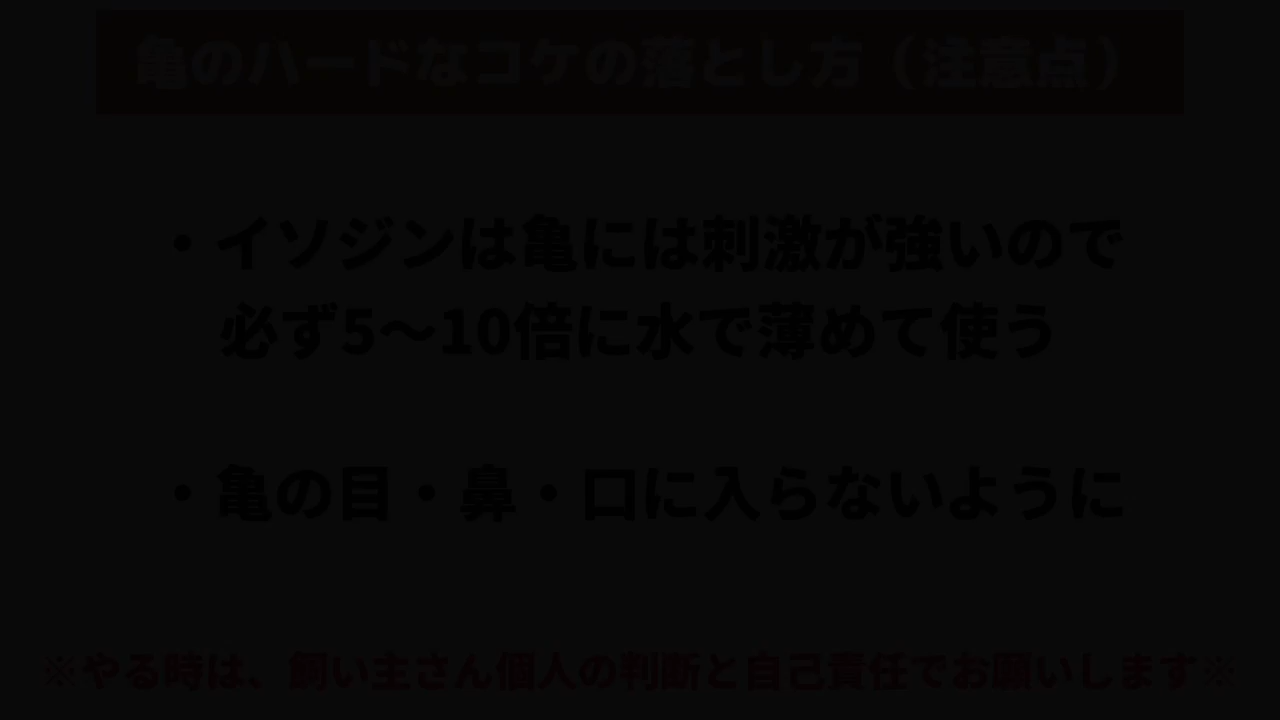 亀のハードなコケの落とし方（注意点）
・イソジンは亀には刺激が強いので
必ず5〜10倍に水で薄めて使う
・亀の目・鼻・口に入らないように
※やる時は、飼い主さん個人の判断と自己責任でお願いします※